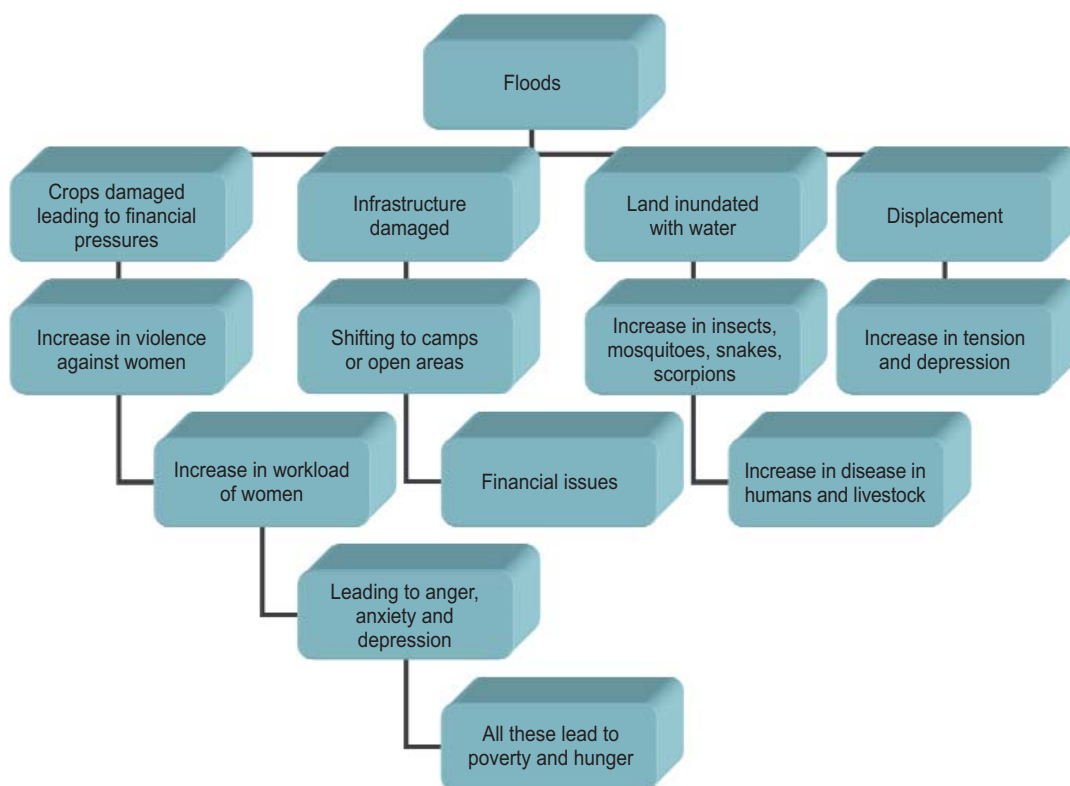 Floods
Crops damaged
leading to financial
pressures
Infrastructure
damaged
Land inundated
with water
Displacement
Increase in violence
against women
Shifting to camps
or open areas
Increase in insects,
mosquitoes, snakes,
scorpions
Increase in tension
and depression
Increase in workload
of women
Financial issues
Increase in disease in
humans and livestock
Leading to anger,
anxiety and
depression
All these lead to
poverty and hunger